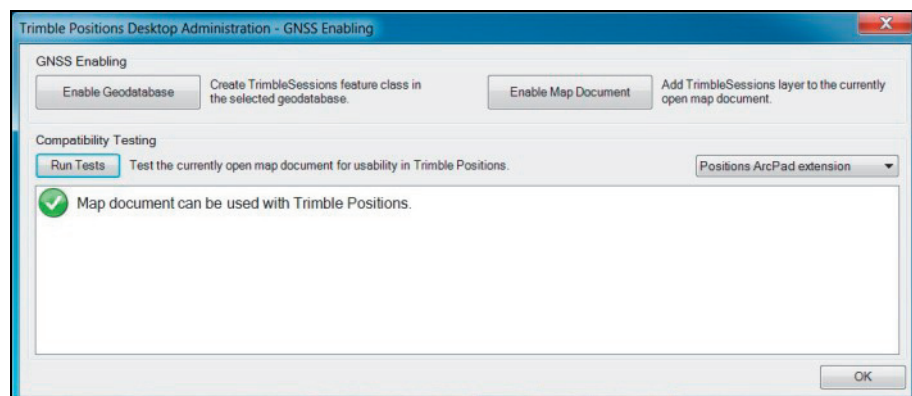 Trimble Positions Desktop Administration - GNSS Enabling
GNSS Enabling
Enable Geodatabase
Create TrimbleSessions feature class in
the selected geodatabase.
Enable Map Document
Add TrimbleSessions layer to the currently
open map document.
Compatibility Testing
Run Tests
Test the currently open map document for usability in Trimble Positions.
Positions ArcPad extension
Map document can be used with Trimble Positions.
OK